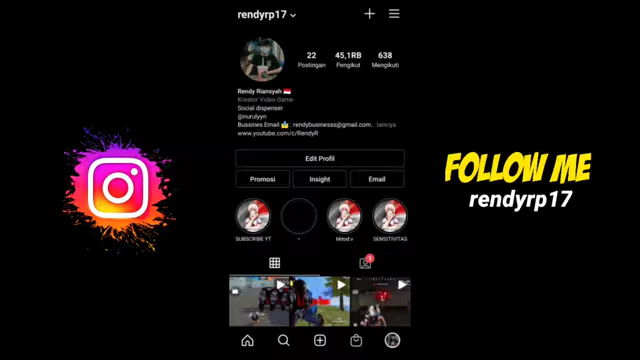 rendyrp17
22
45,1RB
638
Postingan
Pengikut
Mengikuti
Rendy Riansyah
Kreator Video Game
Social dispenser
@nurulyyn
Bussines Email : rendybusinesss@gmail.com... lainnya
www.youtube.com/c/RendyR
Edit Profil
Promosi
Insight
Email
SUBSCRIBE YT
tiktod v
SENSITIVITAS
1
FOLLOW ME
rendyrp17